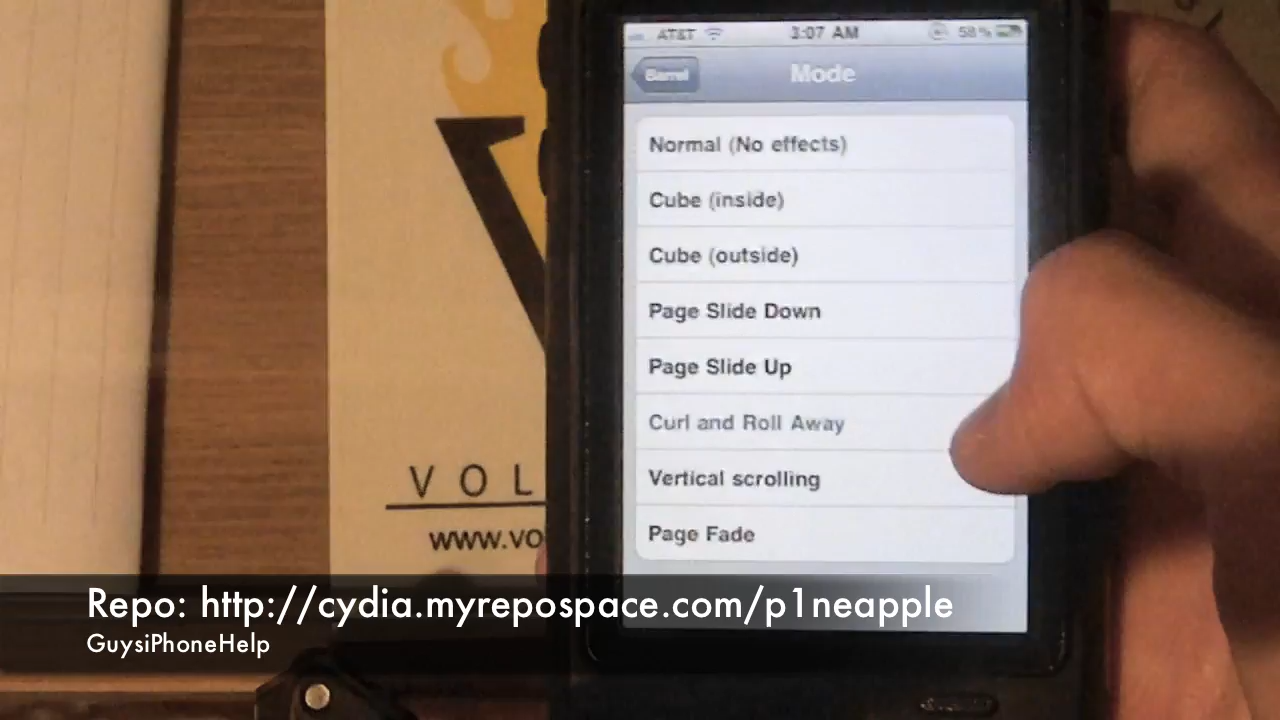 AT&T 3:07 AM 58%
Barrel Mode
Normal (No effects)
Cube (inside)
Cube (outside)
Page Slide Down
Page Slide Up
Curl and Roll Away
Vertical scrolling
Page Fade
V O L
www.vo
Repo: http://cydia.myrepospace.com/p1neapple
GuysiPhoneHelp